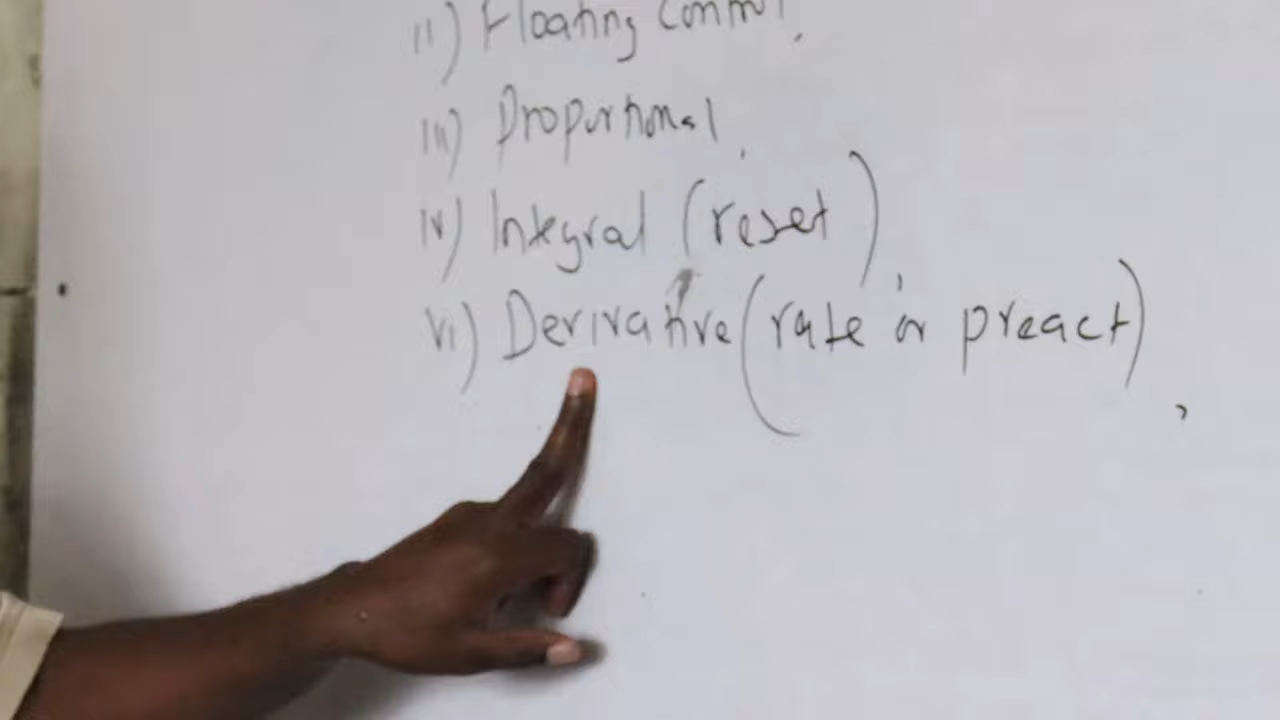 ii) Floating Control.
iii) Proportional.
iv) Integral (reset),
vi) Derivative (rate or preact),